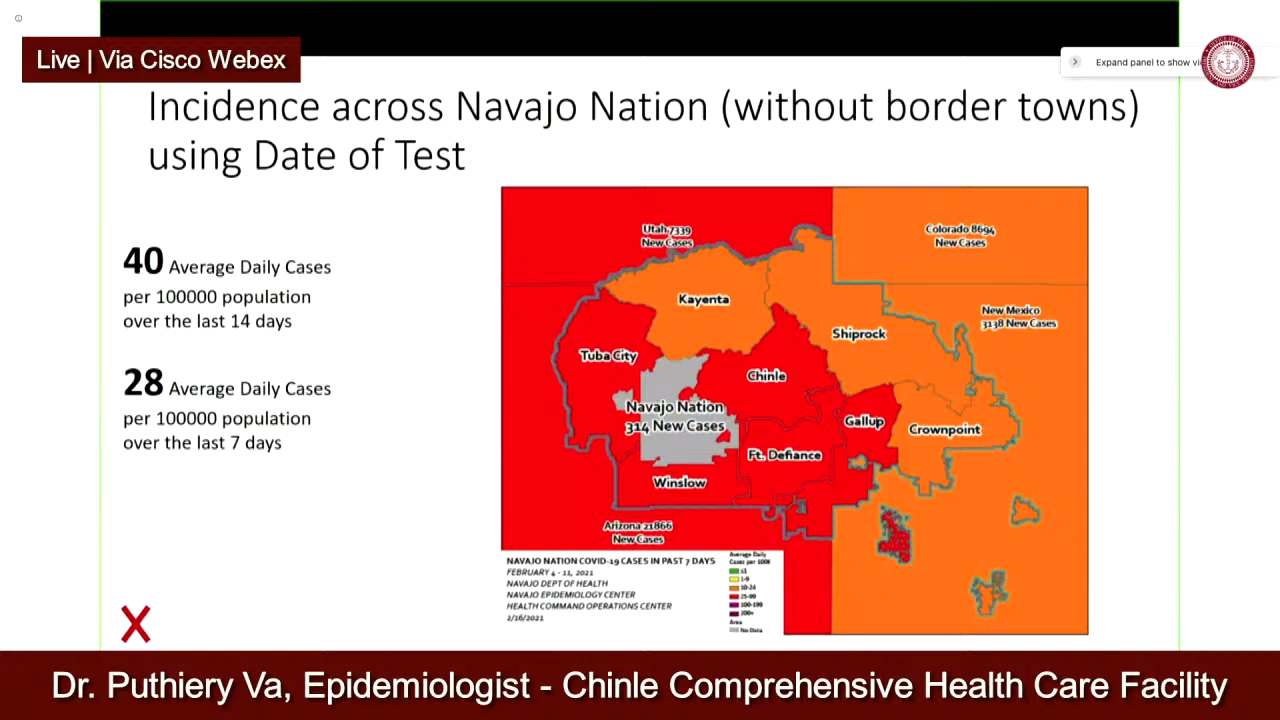 Live | Via Cisco Webex
Expand panel to show vi
Incidence across Navajo Nation (without border towns)
using Date of Test
40 Average Daily Cases
per 100000 population
over the last 14 days
28 Average Daily Cases
per 100000 population
over the last 7 days
Utah 7339
New Cases
Colorado 8694
New Cases
Kayenta
New Mexico
3138 New Cases
Shiprock
Tuba City
Chinle
Navajo Nation
314 New Cases
Gallup
Crownpoint
Ft. Defiance
Winslow
Arizona 21866
New Cases
NAVAJO NATION COVID-19 CASES IN PAST 7 DAYS
FEBRUARY 4 - 11, 2021
NAVAJO DEPT OF HEALTH
NAVAJO EPIDEMIOLOGY CENTER
HEALTH COMMAND OPERATIONS CENTER
2/16/2021
Average Daily
Cases per 100k
≤1
1-9
10-24
25-99
100-199
200+
Area
No Data
Dr. Puthiery Va, Epidemiologist - Chinle Comprehensive Health Care Facility